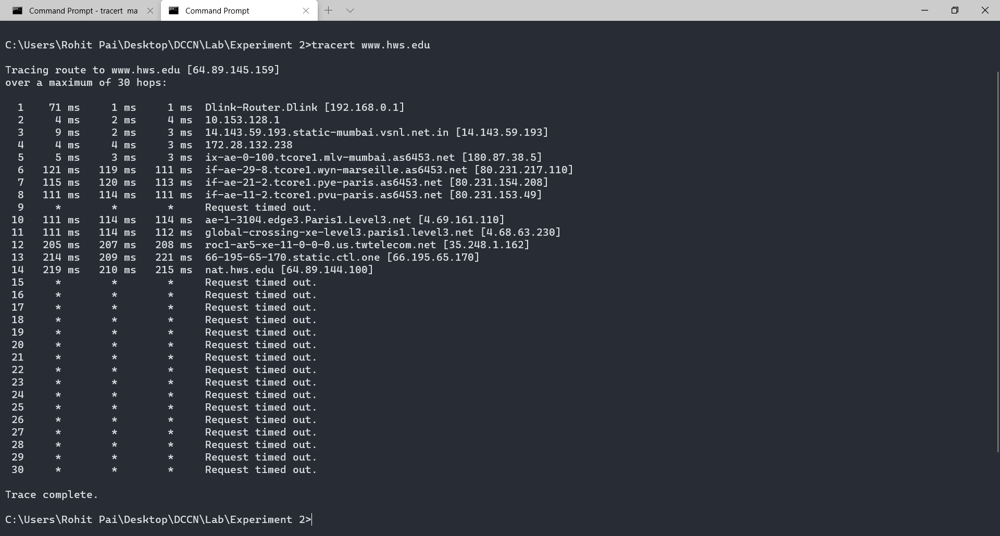 Command Prompt - tracert  ma
Command Prompt
C:\Users\Rohit Pai\Desktop\DCCN\Lab\Experiment 2>tracert www.hws.edu
Tracing route to www.hws.edu [64.89.145.159]
over a maximum of 30 hops:
  1    71 ms     1 ms     1 ms  Dlink-Router.Dlink [192.168.0.1]
  2     4 ms     2 ms     4 ms  10.153.128.1
  3     9 ms     2 ms     3 ms  14.143.59.193.static-mumbai.vsnl.net.in [14.143.59.193]
  4     4 ms     4 ms     3 ms  172.28.132.238
  5     5 ms     3 ms     3 ms  ix-ae-0-100.tcore1.mlv-mumbai.as6453.net [180.87.38.5]
  6   121 ms   119 ms   111 ms  if-ae-29-8.tcore1.wyn-marseille.as6453.net [80.231.217.110]
  7   115 ms   120 ms   113 ms  if-ae-21-2.tcore1.pye-paris.as6453.net [80.231.154.208]
  8   111 ms   114 ms   111 ms  if-ae-11-2.tcore1.pvu-paris.as6453.net [80.231.153.49]
  9     *        *        *     Request timed out.
 10   111 ms   114 ms   114 ms  ae-1-3104.edge3.Paris1.Level3.net [4.69.161.110]
 11   111 ms   114 ms   112 ms  global-crossing-xe-level3.paris1.level3.net [4.68.63.230]
 12   205 ms   207 ms   208 ms  roc1-ar5-xe-11-0-0-0.us.twtelecom.net [35.248.1.162]
 13   214 ms   209 ms   221 ms  66-195-65-170.static.ctl.one [66.195.65.170]
 14   219 ms   210 ms   215 ms  nat.hws.edu [64.89.144.100]
 15     *        *        *     Request timed out.
 16     *        *        *     Request timed out.
 17     *        *        *     Request timed out.
 18     *        *        *     Request timed out.
 19     *        *        *     Request timed out.
 20     *        *        *     Request timed out.
 21     *        *        *     Request timed out.
 22     *        *        *     Request timed out.
 23     *        *        *     Request timed out.
 24     *        *        *     Request timed out.
 25     *        *        *     Request timed out.
 26     *        *        *     Request timed out.
 27     *        *        *     Request timed out.
 28     *        *        *     Request timed out.
 29     *        *        *     Request timed out.
 30     *        *        *     Request timed out.
Trace complete.
C:\Users\Rohit Pai\Desktop\DCCN\Lab\Experiment 2>